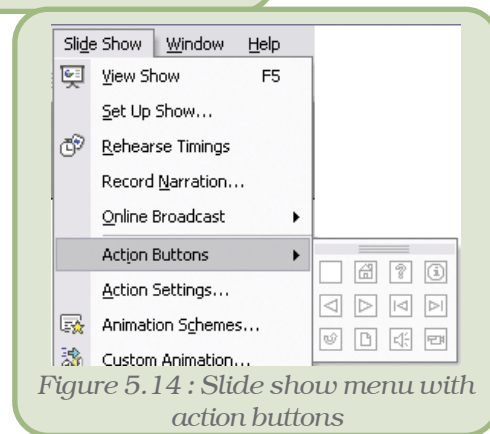 Slide Show Window Help
View Show F5
Set Up Show...
Rehearse Timings
Record Narration...
Online Broadcast
Action Buttons
Action Settings...
Animation Schemes...
Custom Animation...
Figure 5.14 : Slide show menu with
action buttons